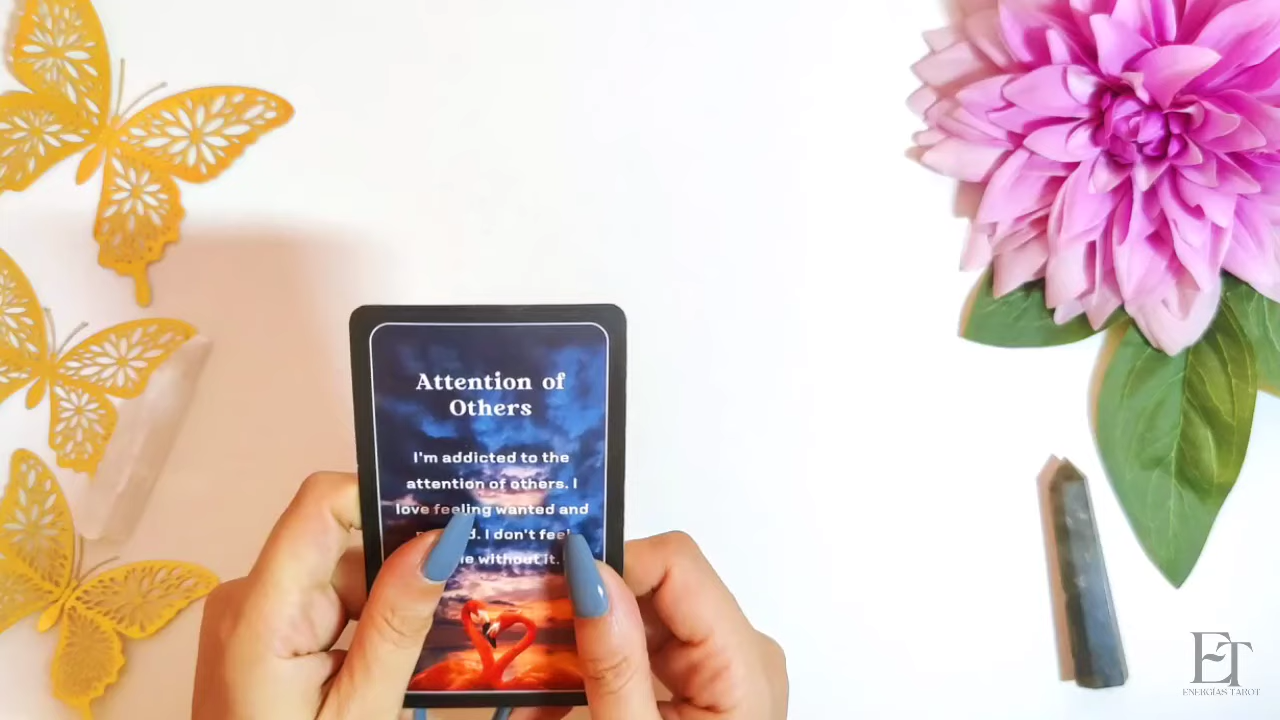 Attention of
Others
I'm addicted to the
attention of others. I
love feeling wanted and
I don't feel
without it.
ET
ENERGÍAS TAROT